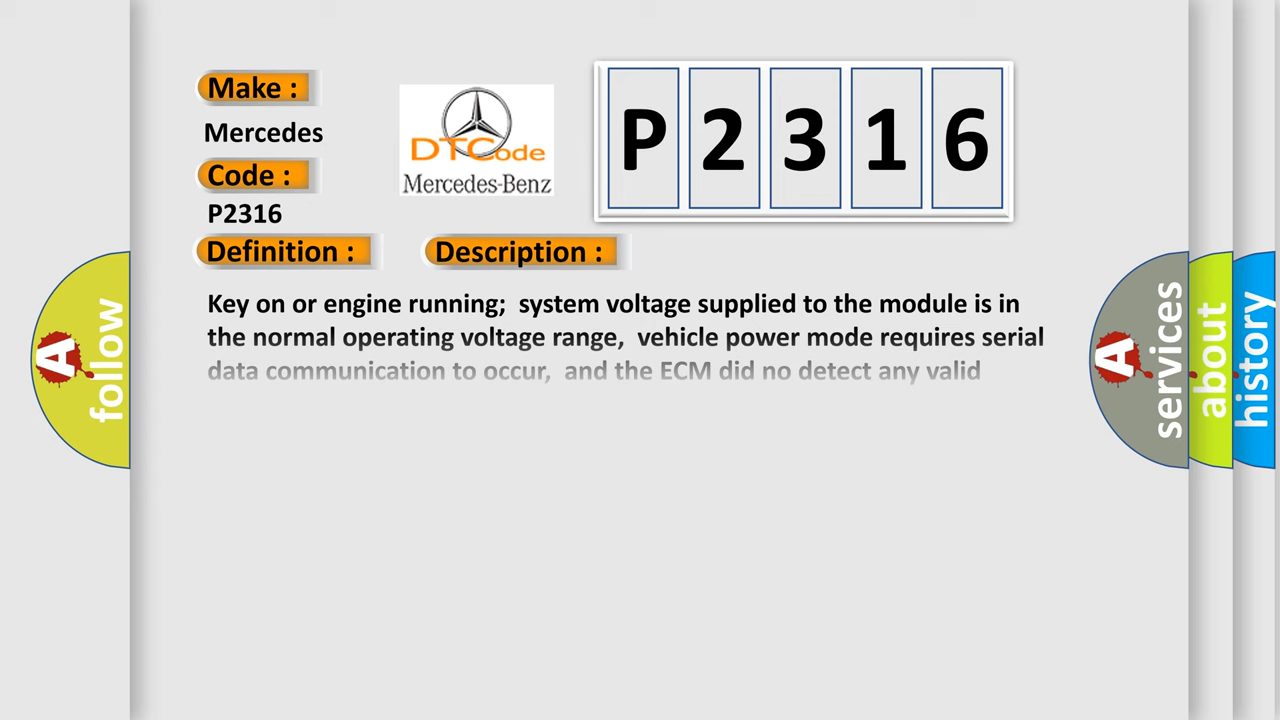 Make :
Mercedes
Code :
P2316
Definition :
Description :
DTCode
Mercedes-Benz
P 2 3 1 6
Key on or engine running; system voltage supplied to the module is in
the normal operating voltage range, vehicle power mode requires serial
data communication to occur, and the ECM did no detect any valid
A follow
A services
about
history